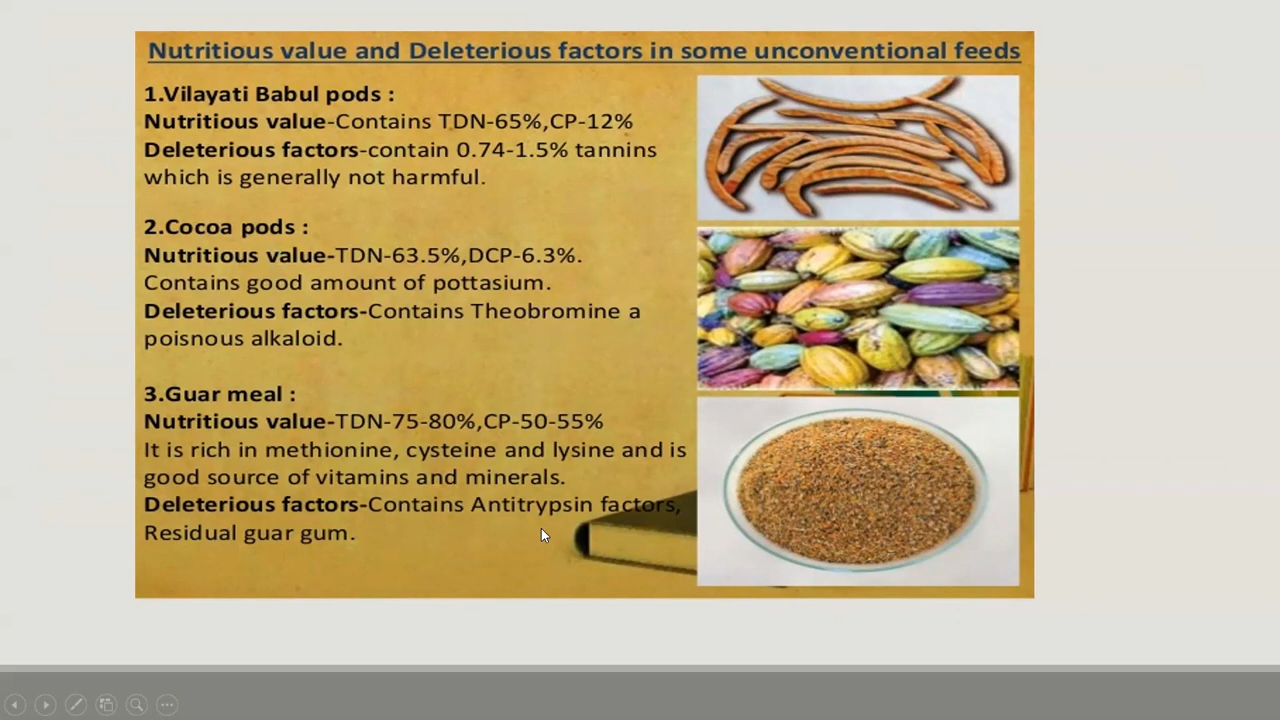 Nutritious value and Deleterious factors in some unconventional feeds
1.Vilayati Babul pods :
Nutritious value-Contains TDN-65%,CP-12%
Deleterious factors-contain 0.74-1.5% tannins
which is generally not harmful.
2.Cocoa pods :
Nutritious value-TDN-63.5%,DCP-6.3%.
Contains good amount of pottasium.
Deleterious factors-Contains Theobromine a
poisnous alkaloid.
3.Guar meal :
Nutritious value-TDN-75-80%,CP-50-55%
It is rich in methionine, cysteine and lysine and is
good source of vitamins and minerals.
Deleterious factors-Contains Antitrypsin factors,
Residual guar gum.